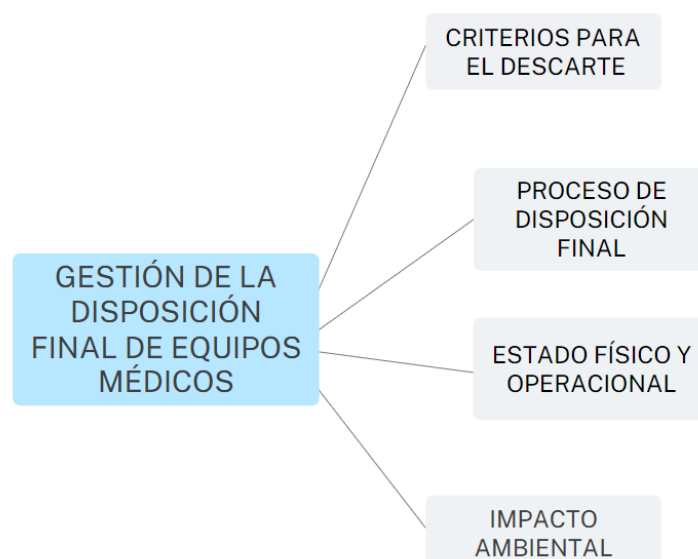 CRITERIOS PARA
EL DESCARTE
PROCESO DE
DISPOSICIÓN
FINAL
GESTIÓN DE LA
DISPOSICIÓN
FINAL DE EQUIPOS
MÉDICOS
ESTADO FÍSICO Y
OPERACIONAL
IMPACTO
AMBIENTAL